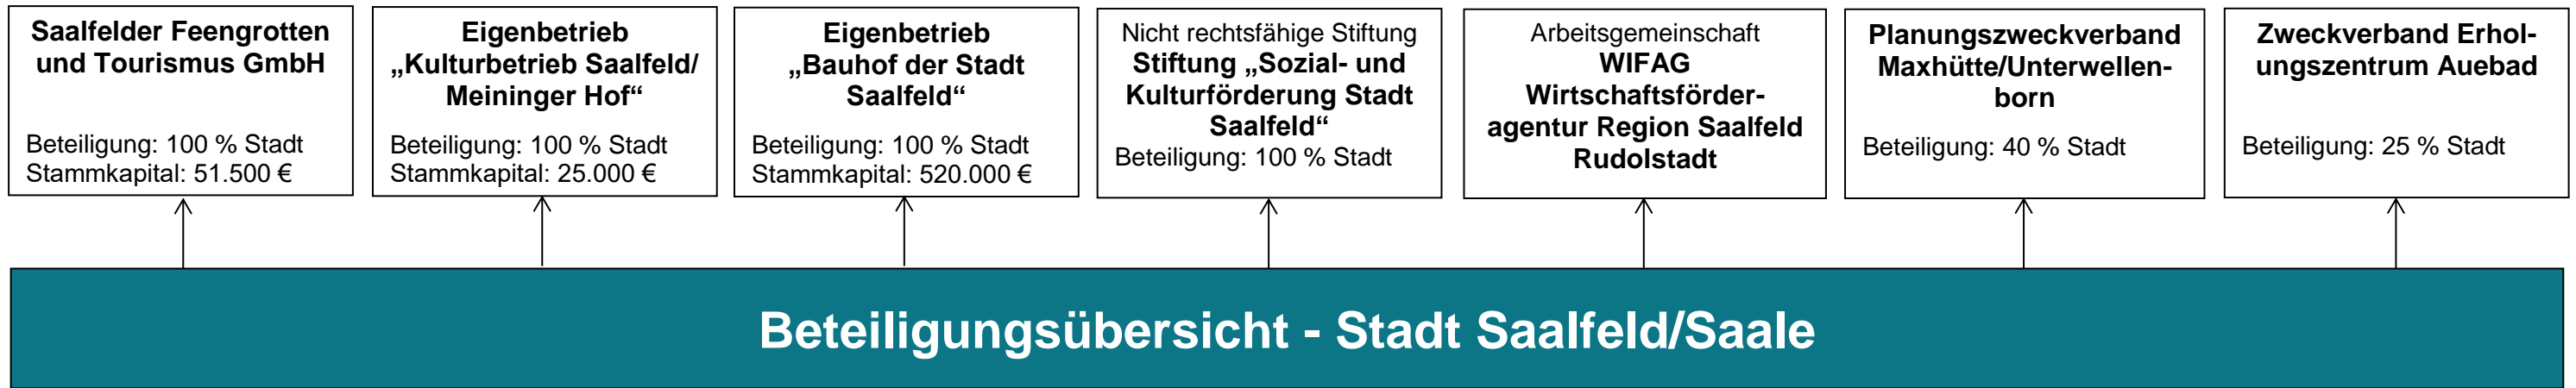 Saalfelder Feengrotten
und Tourismus GmbH
Beteiligung: 100 % Stadt
Stammkapital: 51.500 €
Eigenbetrieb
„Kulturbetrieb Saalfeld/
Meininger Hof“
Beteiligung: 100 % Stadt
Stammkapital: 25.000 €
Eigenbetrieb
„Bauhof der Stadt
Saalfeld“
Beteiligung: 100 % Stadt
Stammkapital: 520.000 €
Nicht rechtsfähige Stiftung
Stiftung „Sozial- und
Kulturförderung Stadt
Saalfeld“
Beteiligung: 100 % Stadt
Arbeitsgemeinschaft
WIFAG
Wirtschaftsförder-
agentur Region Saalfeld
Rudolstadt
Planungszweckverband
Maxhütte/Unterwellen-
born
Beteiligung: 40 % Stadt
Zweckverband Erhol-
ungszentrum Auebad
Beteiligung: 25 % Stadt
Beteiligungsübersicht - Stadt Saalfeld/Saale